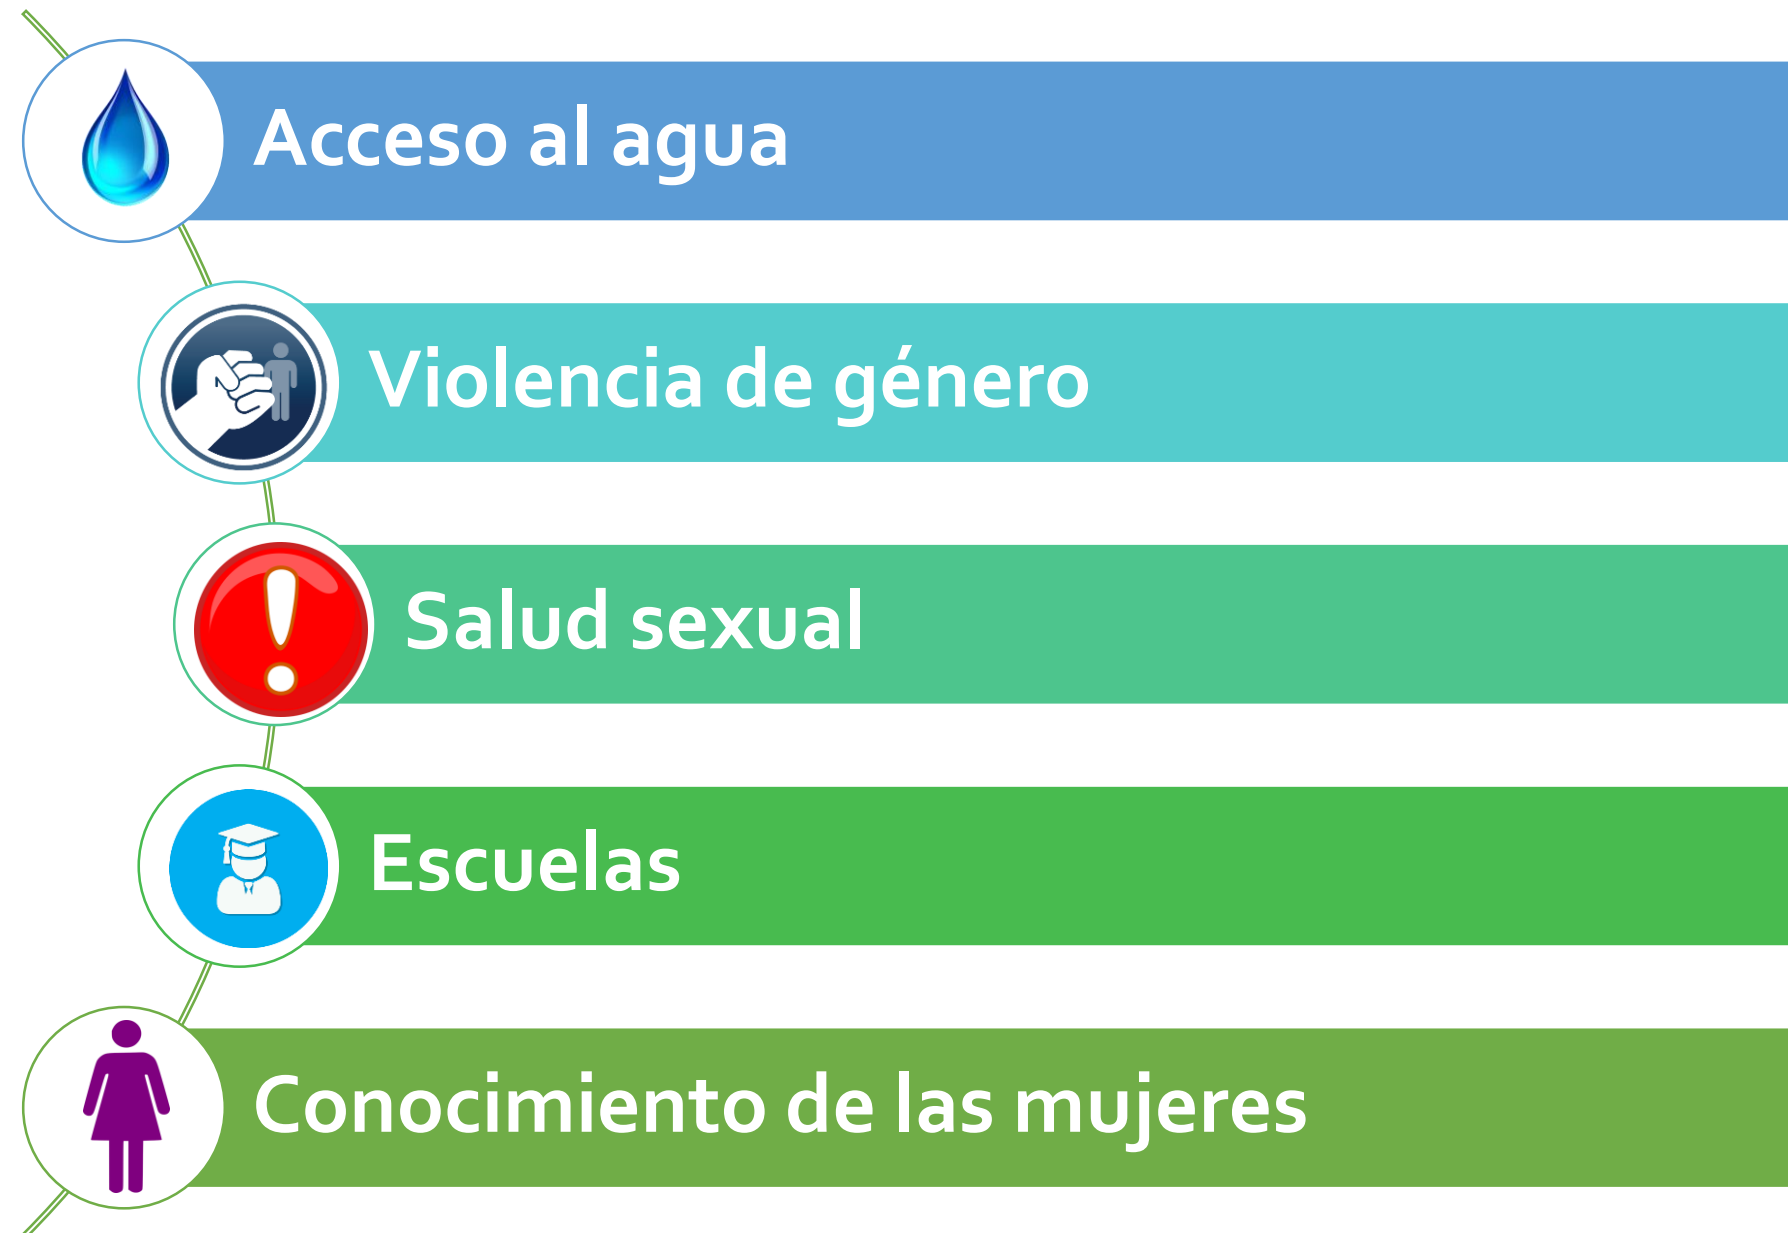 Acceso al agua
Violencia de género
Salud sexual
Escuelas
Conocimiento de las mujeres